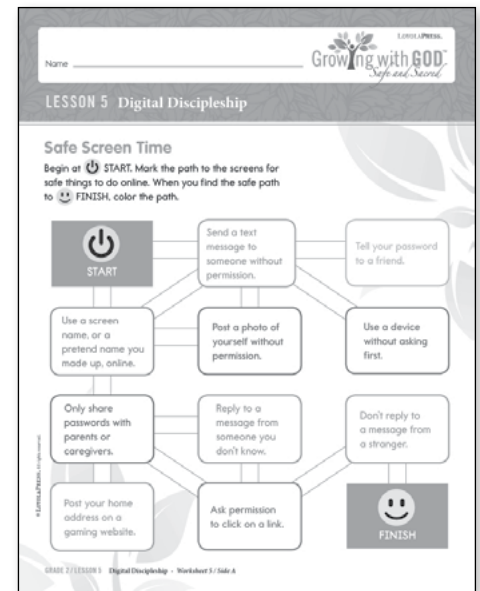 LOYOLAPRESS.
Growing with GOD™
Safe and Sacred
Name
LESSON 5 Digital Discipleship
Safe Screen Time
Begin at START. Mark the path to the screens for
safe things to do online. When you find the safe path
to FINISH, color the path.
START
Send a text
message to
someone without
permission.
Tell your password
to a friend.
Use a screen
name, or a
pretend name you
made up, online.
Post a photo of
yourself without
permission.
Use a device
without asking
first.
Only share
passwords with
parents or
caregivers.
Reply to a
message from
someone you
don't know.
Don't reply to
a message from
a stranger.
Post your home
address on a
gaming website.
Ask permission
to click on a link.
FINISH
© LOYOLAPRESS. All rights reserved.
GRADE 2 / LESSON 5 Digital Discipleship • Worksheet 5 / Side A